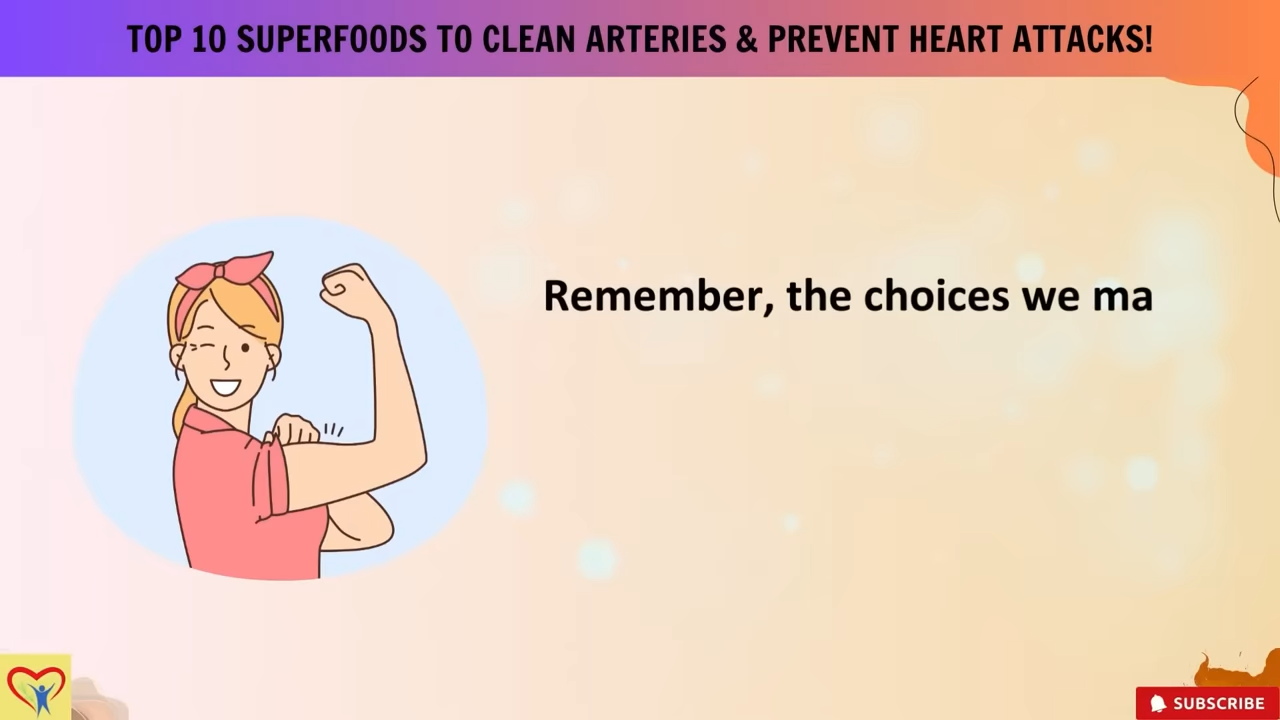 TOP 10 SUPERFOODS TO CLEAN ARTERIES & PREVENT HEART ATTACKS!
Remember, the choices we ma
SUBSCRIBE